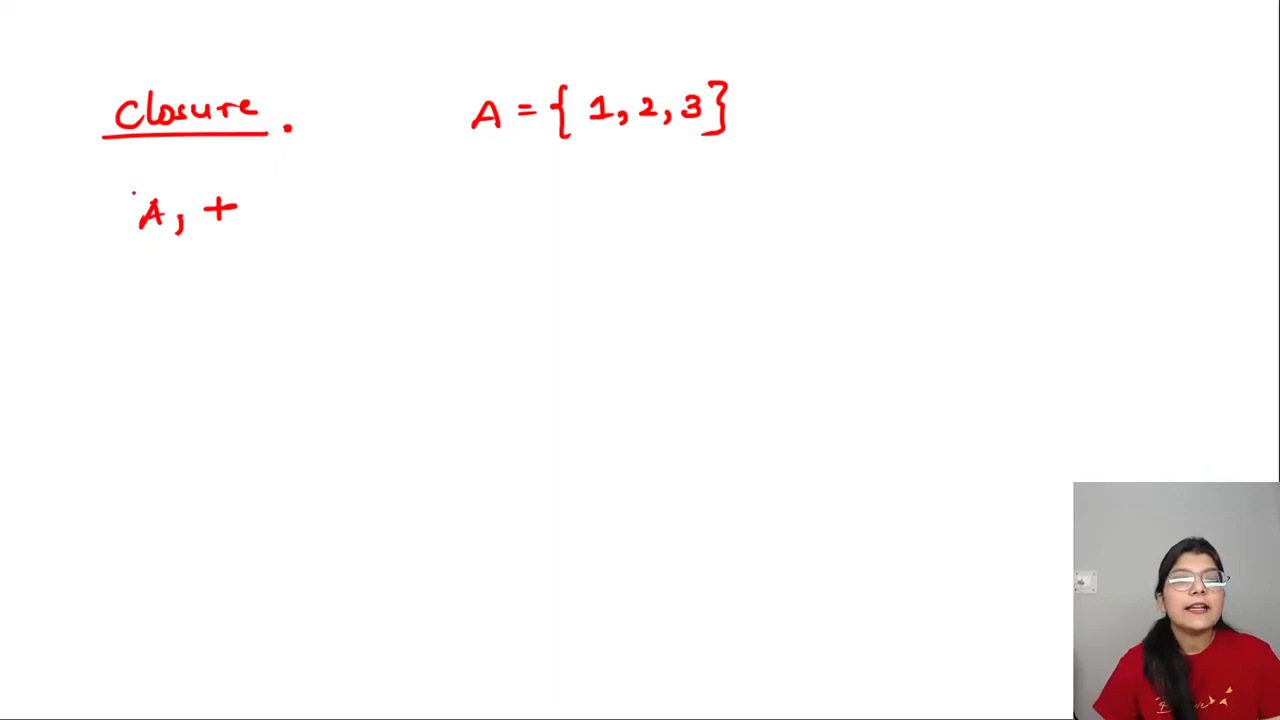 Closure.
A = { 1, 2, 3 }
A, +